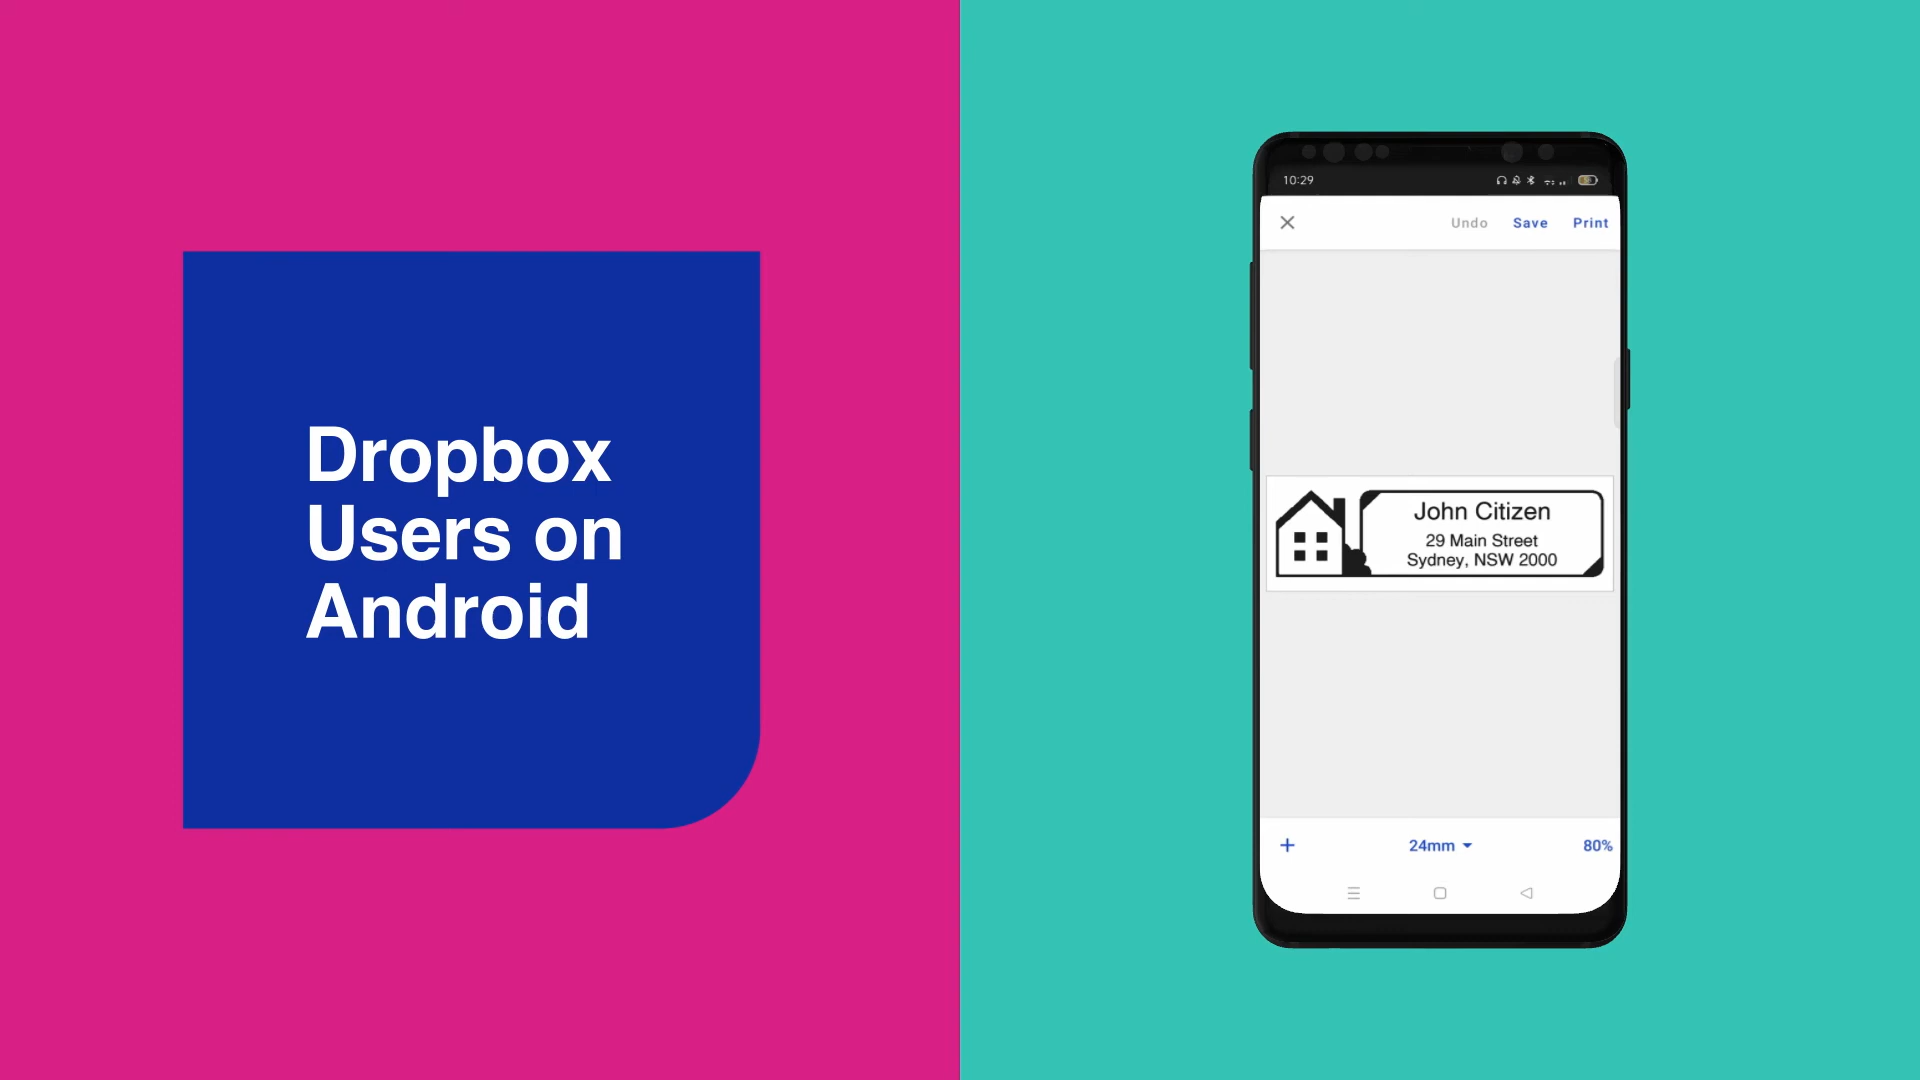 Dropbox
Users on
Android
10:29
Undo Save Print
John Citizen
29 Main Street
Sydney, NSW 2000
24mm 80%